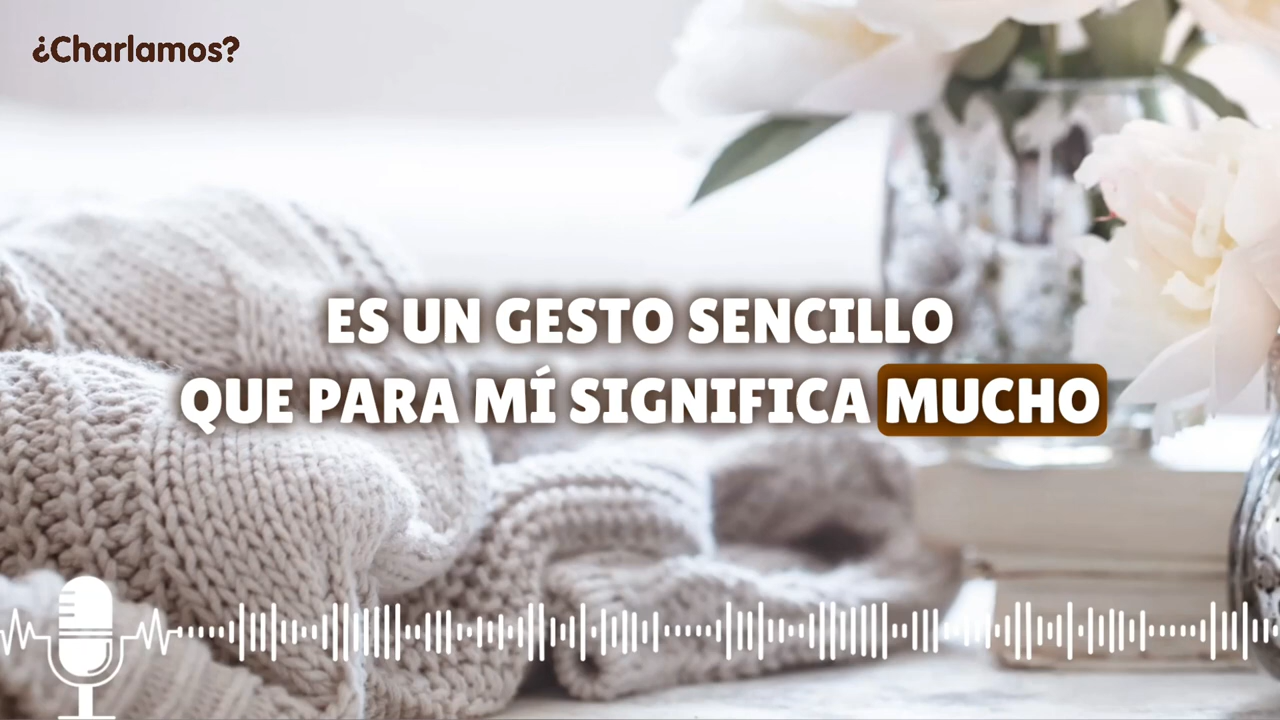 ¿Charlamos?
ES UN GESTO SENCILLO
QUE PARA MÍ SIGNIFICA MUCHO